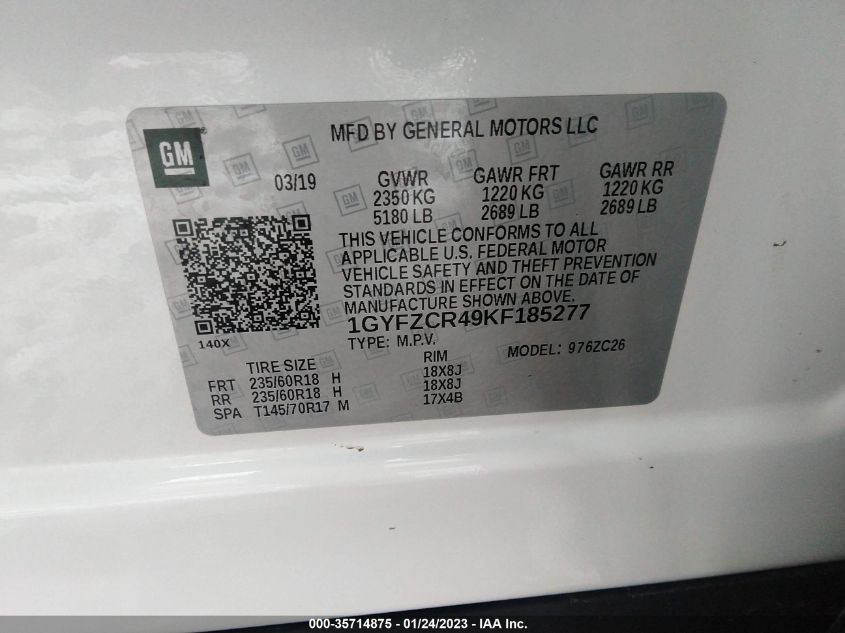 GM
MFD BY GENERAL MOTORS LLC
03/19
GVWR
2350 KG
5180 LB
GAWR FRT
1220 KG
2689 LB
GAWR RR
1220 KG
2689 LB
THIS VEHICLE CONFORMS TO ALL
APPLICABLE U.S. FEDERAL MOTOR
VEHICLE SAFETY AND THEFT PREVENTION
STANDARDS IN EFFECT ON THE DATE OF
MANUFACTURE SHOWN ABOVE.
1GYFZCR49KF185277
140X
TYPE: M.P.V.
MODEL: 976ZC26
TIRE SIZE RIM
FRT 235/60R18 H 18X8J
RR 235/60R18 H 18X8J
SPA T145/70R17 M 17X4B
000-35714875 - 01/24/2023 - IAA Inc.